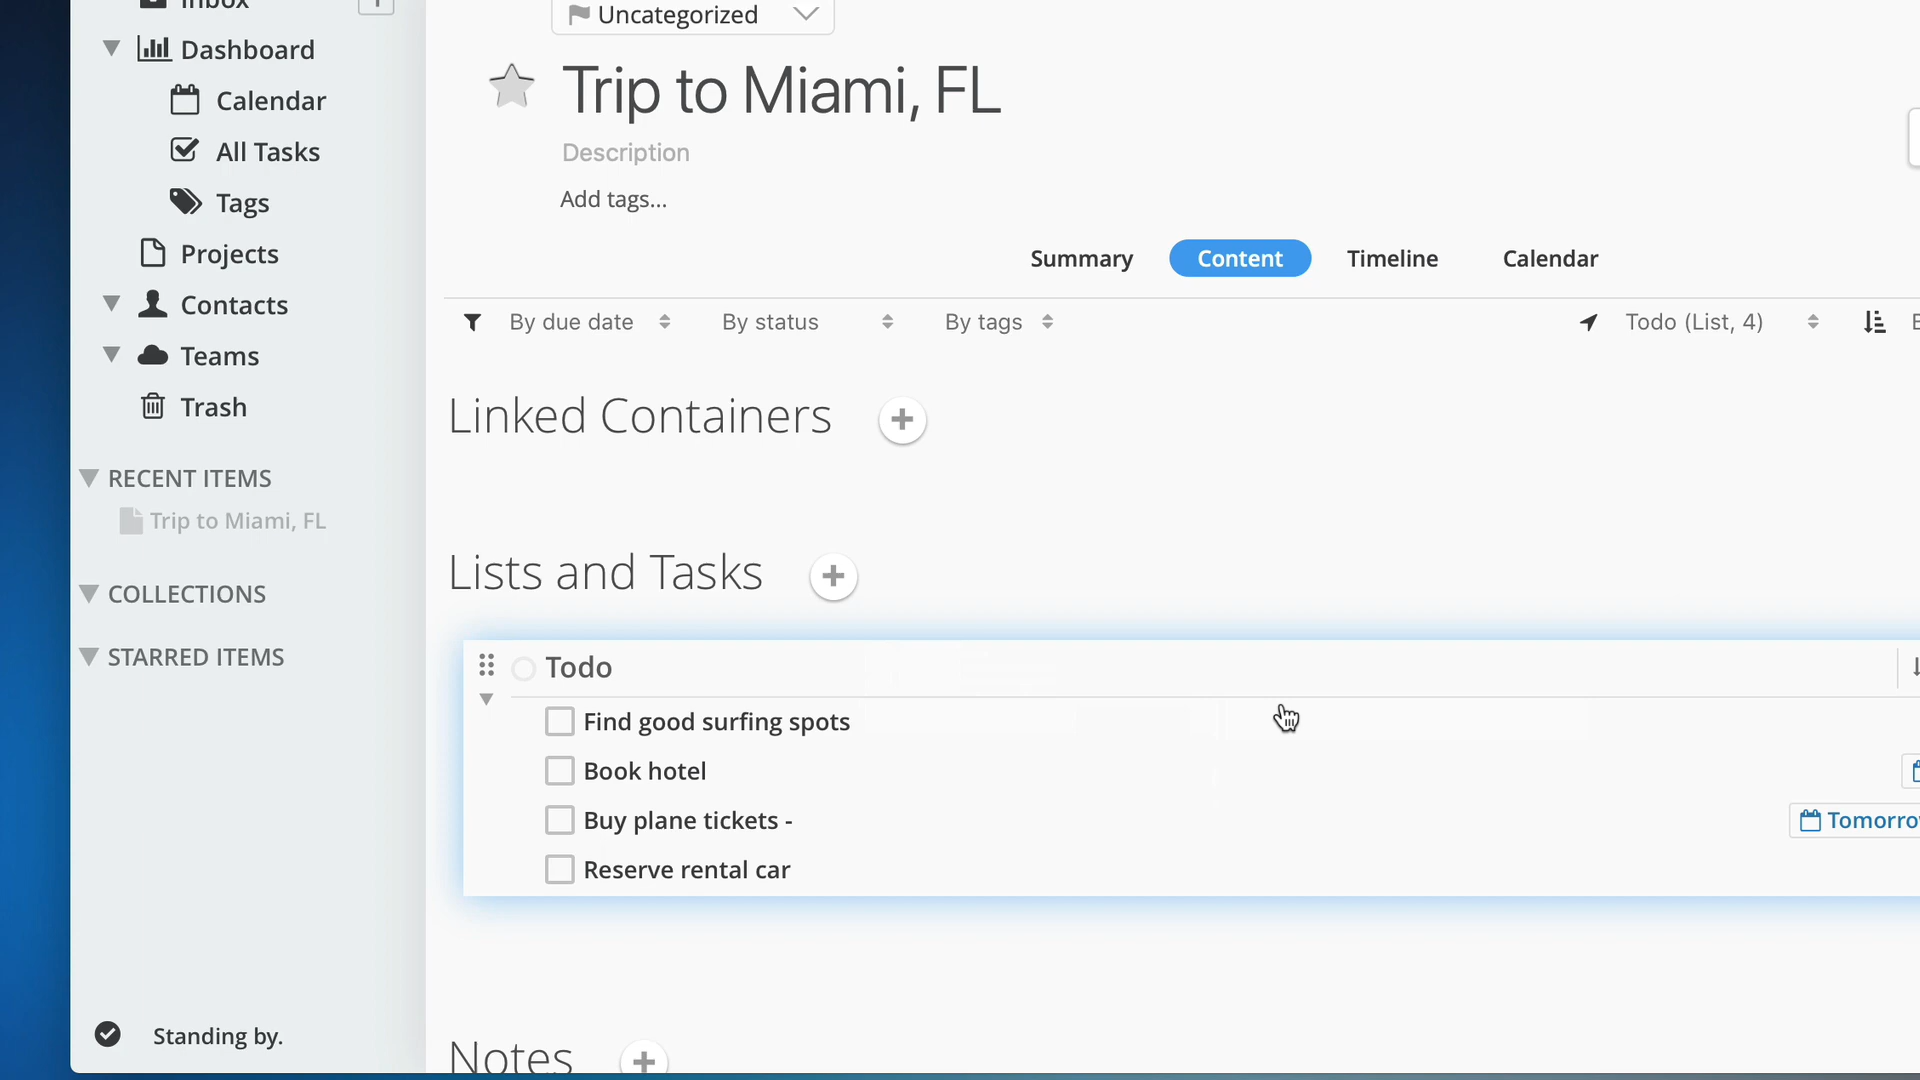 Inbox
Dashboard
Calendar
All Tasks
Tags
Projects
Contacts
Teams
Trash
RECENT ITEMS
Trip to Miami, FL
COLLECTIONS
STARRED ITEMS
Standing by.
Uncategorized
Trip to Miami, FL
Description
Add tags...
Summary Content Timeline Calendar
By due date By status By tags Todo (List, 4)
Linked Containers
Lists and Tasks
Todo
Find good surfing spots
Book hotel
Buy plane tickets - Tomorrow
Reserve rental car
Notes